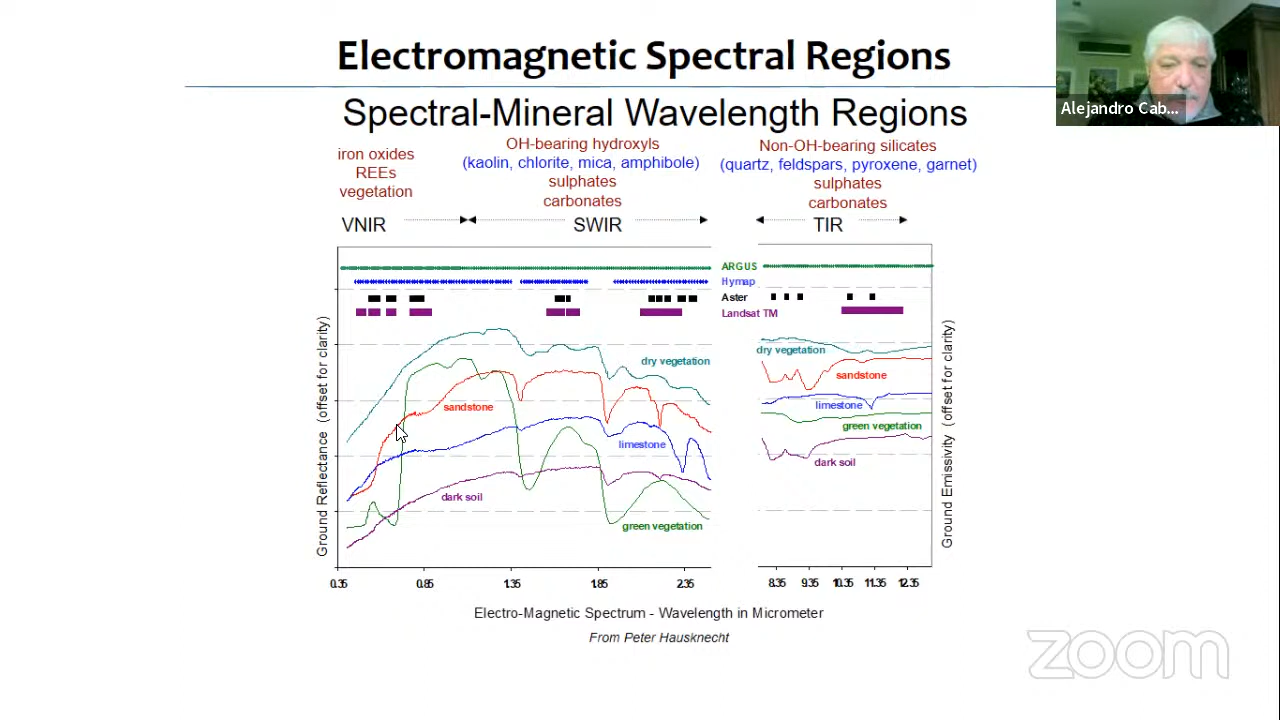 Electromagnetic Spectral Regions
Alejandro Cab...
Spectral-Mineral Wavelength Regions
iron oxides
REEs
vegetation
OH-bearing hydroxyls
(kaolin, chlorite, mica, amphibole)
sulphates
carbonates
Non-OH-bearing silicates
(quartz, feldspars, pyroxene, garnet)
sulphates
carbonates
VNIR
SWIR
TIR
ARGUS
Hymap
Aster
Landsat TM
Ground Reflectance (offset for clarity)
dry vegetation
sandstone
limestone
dark soil
green vegetation
dry vegetation
sandstone
limestone
green vegetation
dark soil
Ground Emissivity (offset for clarity)
0.35 0.85 1.35 1.85 2.35
8.35 9.35 10.35 11.35 12.35
Electro-Magnetic Spectrum - Wavelength in Micrometer
From Peter Hausknecht
zoom